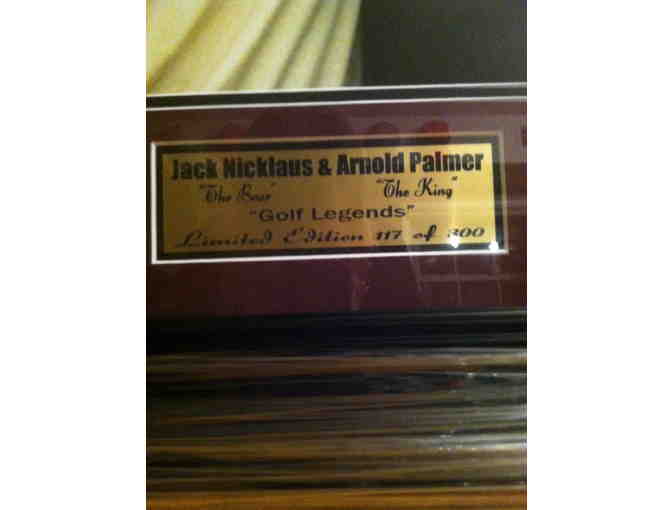 Jack Nicklaus & Arnold Palmer
"The Bear" "The King"
"Golf Legends"
Limited Edition 117 of 300